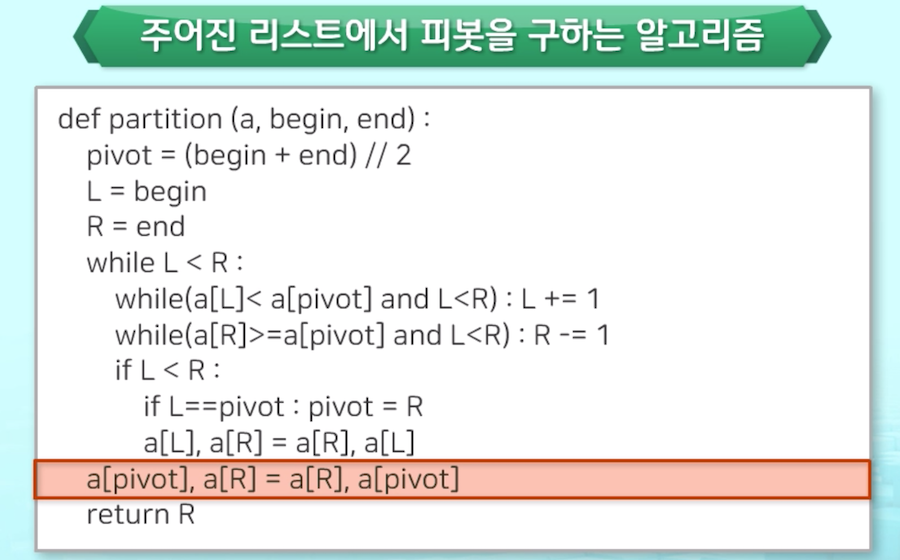 주어진 리스트에서 피봇을 구하는 알고리즘
def partition (a, begin, end) :
pivot = (begin + end) // 2
L = begin
R = end
while L < R :
while(a[L]< a[pivot] and L<R) : L += 1
while(a[R]>=a[pivot] and L<R) : R -= 1
if L < R :
if L==pivot : pivot = R
a[L], a[R] = a[R], a[L]
a[pivot], a[R] = a[R], a[pivot]
return R